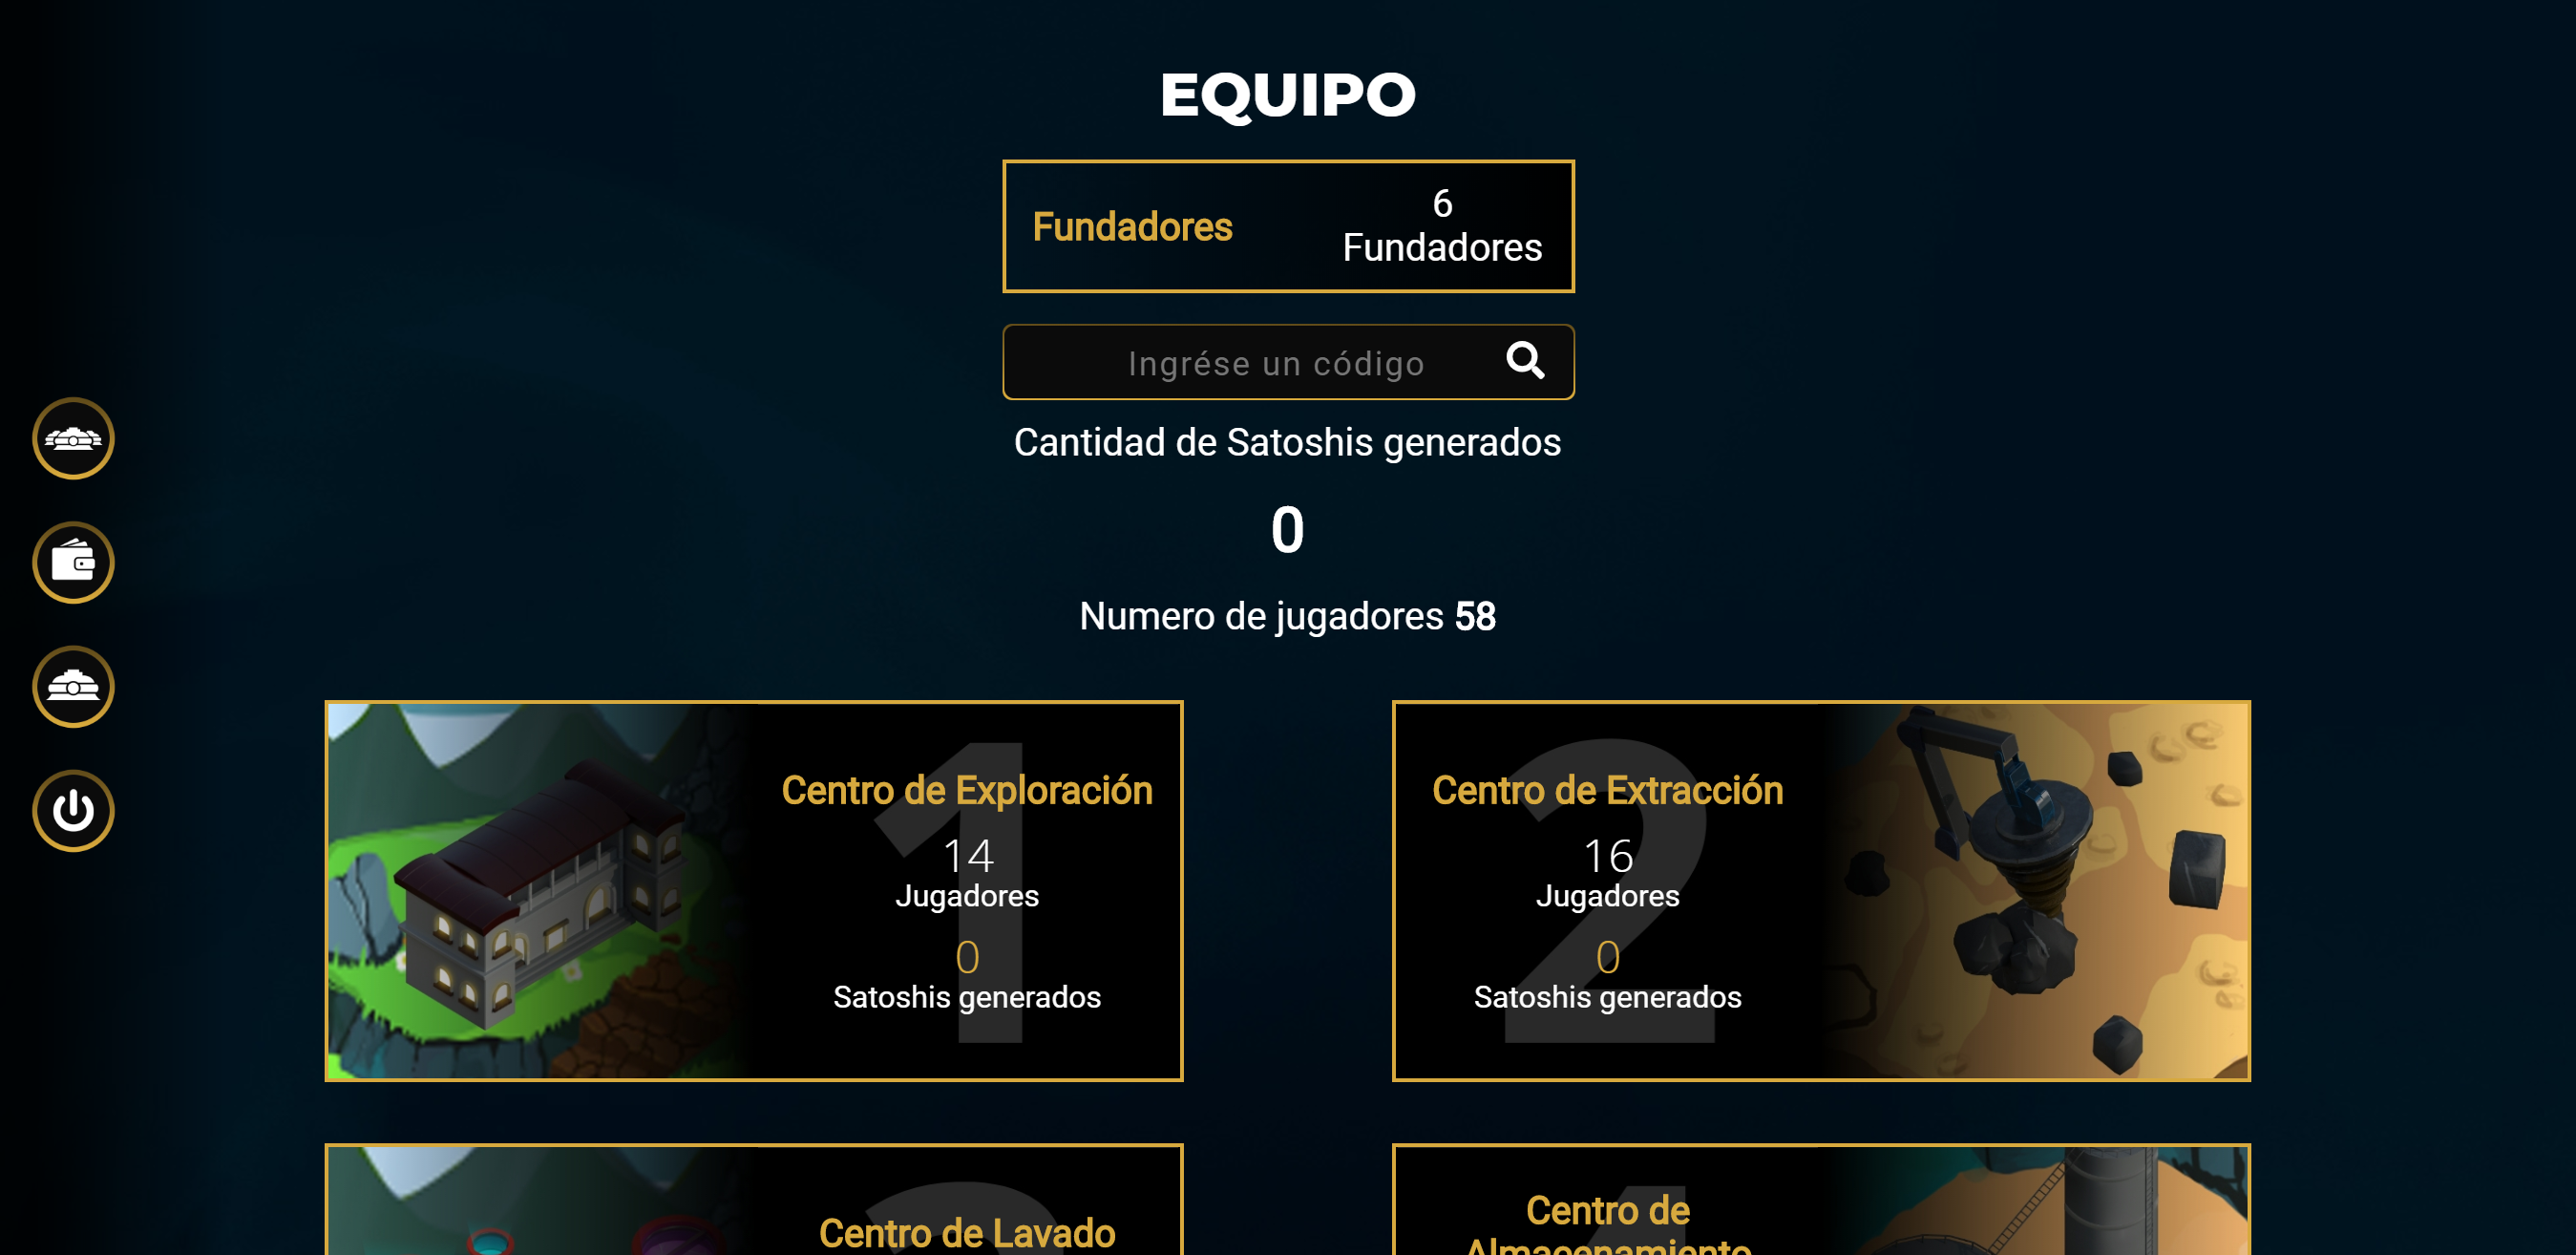 EQUIPO
Fundadores
6
Fundadores
Ingrése un código
Cantidad de Satoshis generados
0
Numero de jugadores 58
1
Centro de Exploración
14
Jugadores
0
Satoshis generados
2
Centro de Extracción
16
Jugadores
0
Satoshis generados
Centro de Lavado
Centro de
Almacenamiento